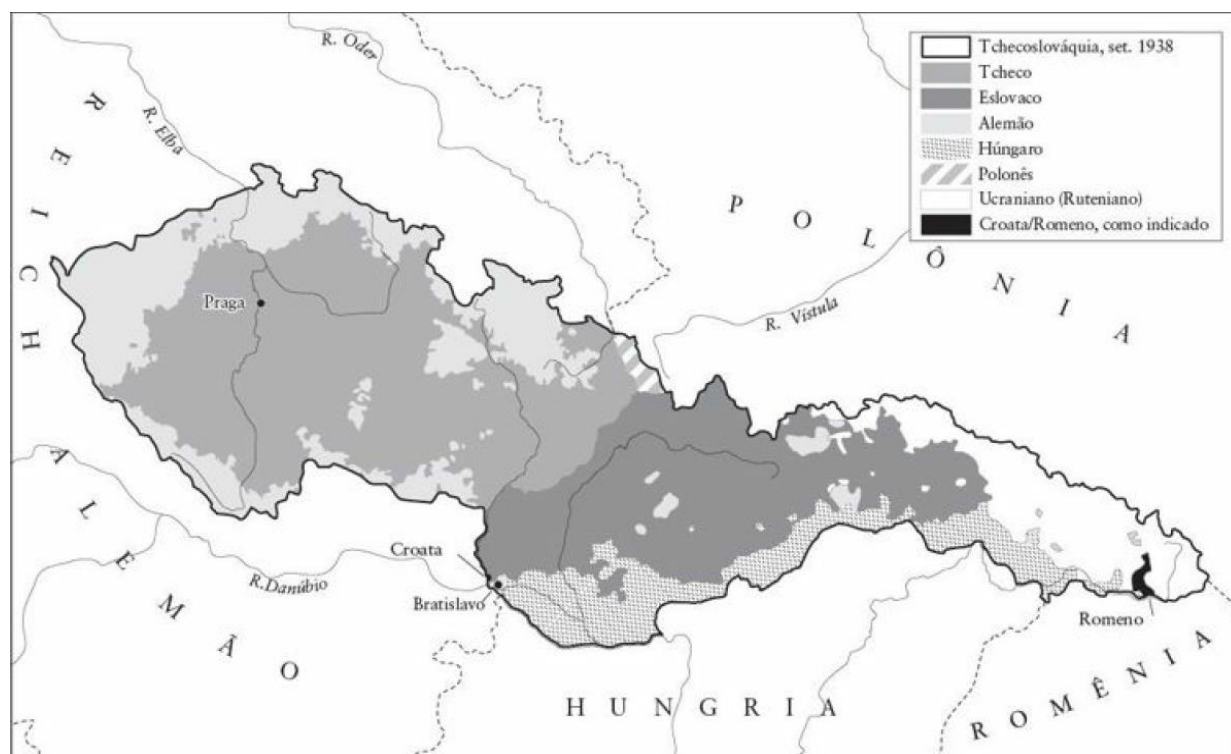 Tchecoslováquia, set. 1938
Tcheco
Eslovaco
Alemão
Húngaro
Polonês
Ucraniano (Ruteniano)
Croata/Romeno, como indicado
R. Oder
R. Elba
REICH
ALEMÃO
POLÔNIA
R. Vístula
Praga
Croata
Bratislavo
R.Danúbio
Romeno
HUNGRIA
ROMÊNIA